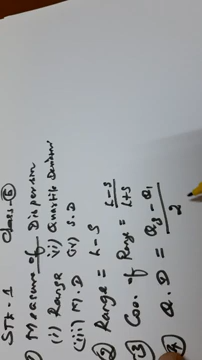 STA. 1 Class-⑤
① Measure of Dispersion
(i) Range (ii) Quartile Deviation
(iii) M.D (iv) S.D
② Range = L-S
③ Coe. of Range = L-S / L+S
④ Q.D = Q3 - Q1 / 2